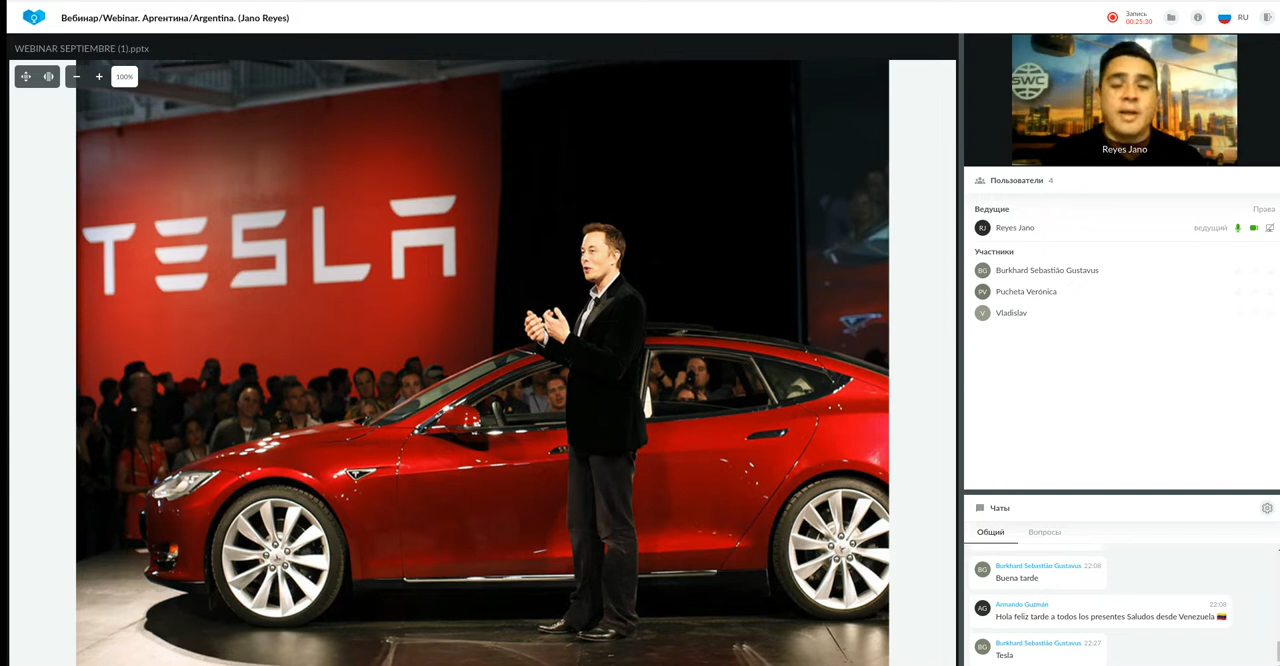 Вебинар/Webinar. Аргентина/Argentina. (Jano Reyes)
Запись
00:25:30
RU
WEBINAR SEPTIEMBRE (1).pptx
100%
TESLA
SWC
Reyes Jano
Пользователи 4
Ведущие Права
RJ Reyes Jano ведущий
Участники
BG Burkhard Sebastião Gustavus
PV Pucheta Verónica
V Vladislav
Чаты
Общий Вопросы
BG Burkhard Sebastião Gustavus 22:08
Buena tarde
AG Armando Guzmán 22:08
Hola feliz tarde a todos los presentes Saludos desde Venezuela 🇻🇪
BG Burkhard Sebastião Gustavus 22:27
Tesla